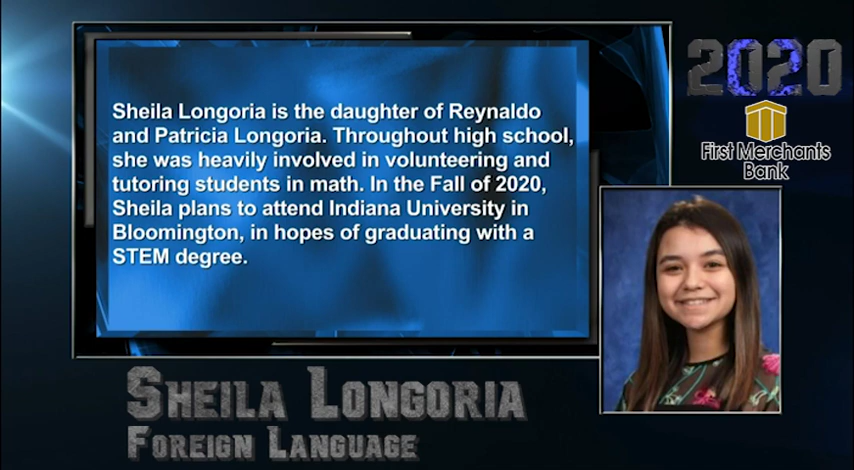 Sheila Longoria is the daughter of Reynaldo
and Patricia Longoria. Throughout high school,
she was heavily involved in volunteering and
tutoring students in math. In the Fall of 2020,
Sheila plans to attend Indiana University in
Bloomington, in hopes of graduating with a
STEM degree.
2020
First Merchants
Bank
Sheila Longoria
Foreign Language